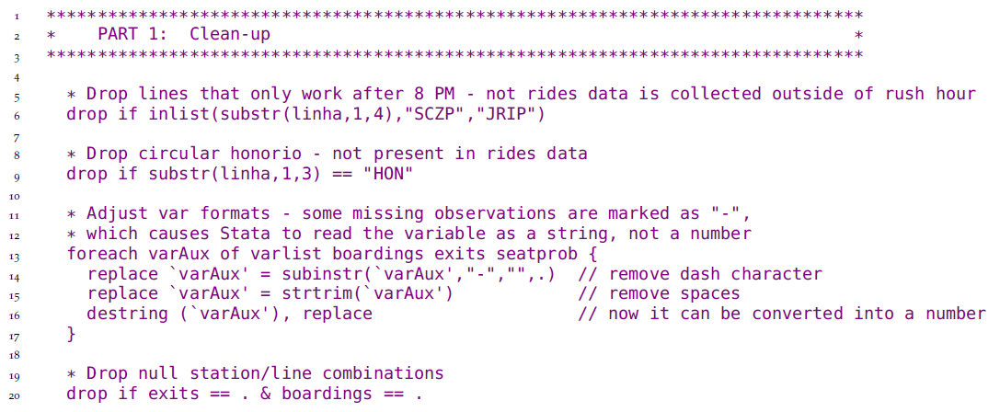 1 ********************************************************************************
2 *    PART 1:  Clean-up                                                         *
3 ********************************************************************************
4
5   * Drop lines that only work after 8 PM - not rides data is collected outside of rush hour
6   drop if inlist(substr(linha,1,4),"SCZP","JRIP")
7
8   * Drop circular honorio - not present in rides data
9   drop if substr(linha,1,3) == "HON"
10
11   * Adjust var formats - some missing observations are marked as "-",
12   * which causes Stata to read the variable as a string, not a number
13   foreach varAux of varlist boardings exits seatprob {
14     replace `varAux' = subinstr(`varAux',"-","",.)  // remove dash character
15     replace `varAux' = strtrim(`varAux')            // remove spaces
16     destring (`varAux'), replace                    // now it can be converted into a number
17   }
18
19   * Drop null station/line combinations
20   drop if exits == . & boardings == .